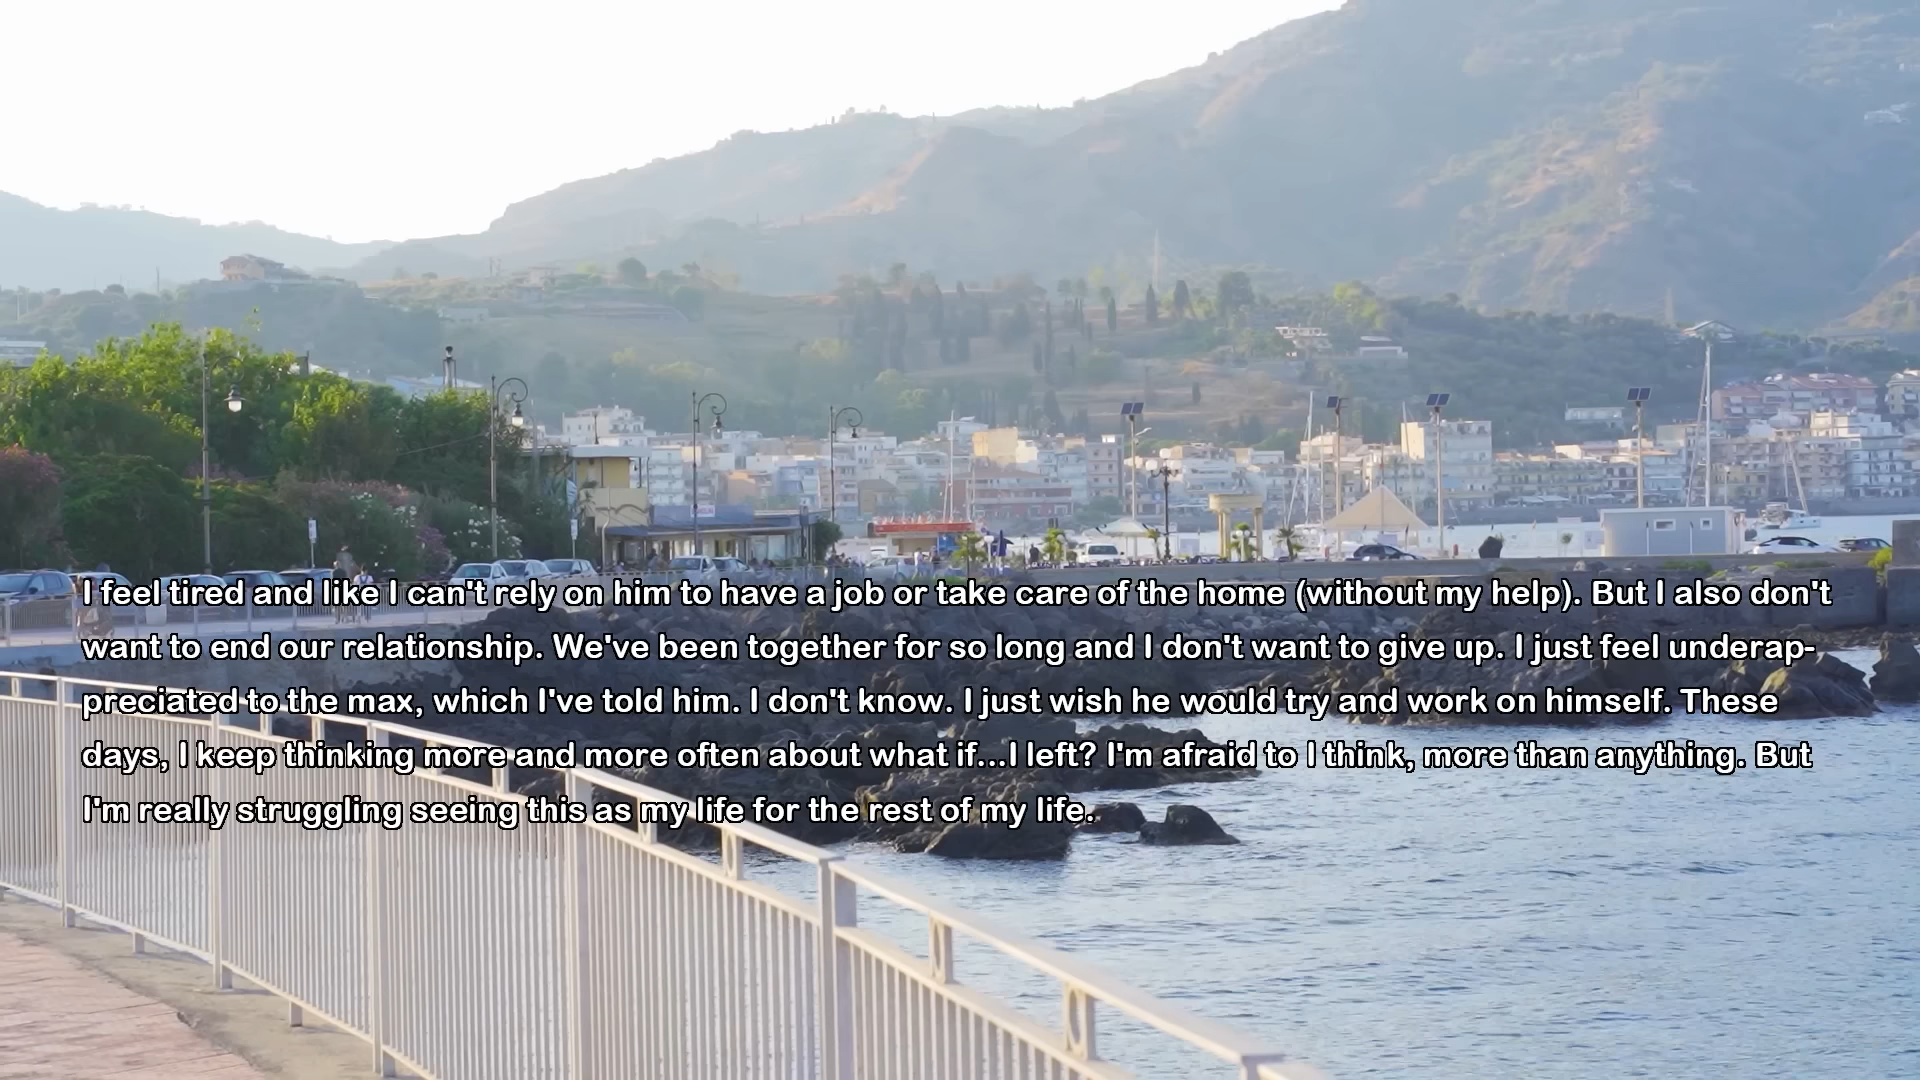 I feel tired and like I can't rely on him to have a job or take care of the home (without my help). But I also don't
want to end our relationship. We've been together for so long and I don't want to give up. I just feel underap-
preciated to the max, which I've told him. I don't know. I just wish he would try and work on himself. These
days, I keep thinking more and more often about what if...I left? I'm afraid to I think, more than anything. But
I'm really struggling seeing this as my life for the rest of my life.